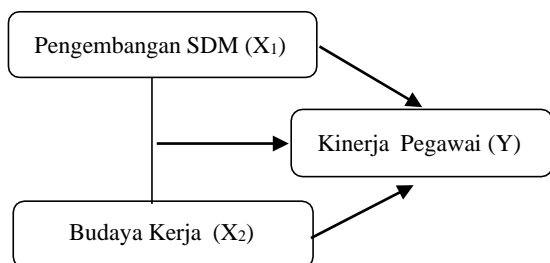 Pengembangan SDM (X₁)
Kinerja Pegawai (Y)
Budaya Kerja (X₂)